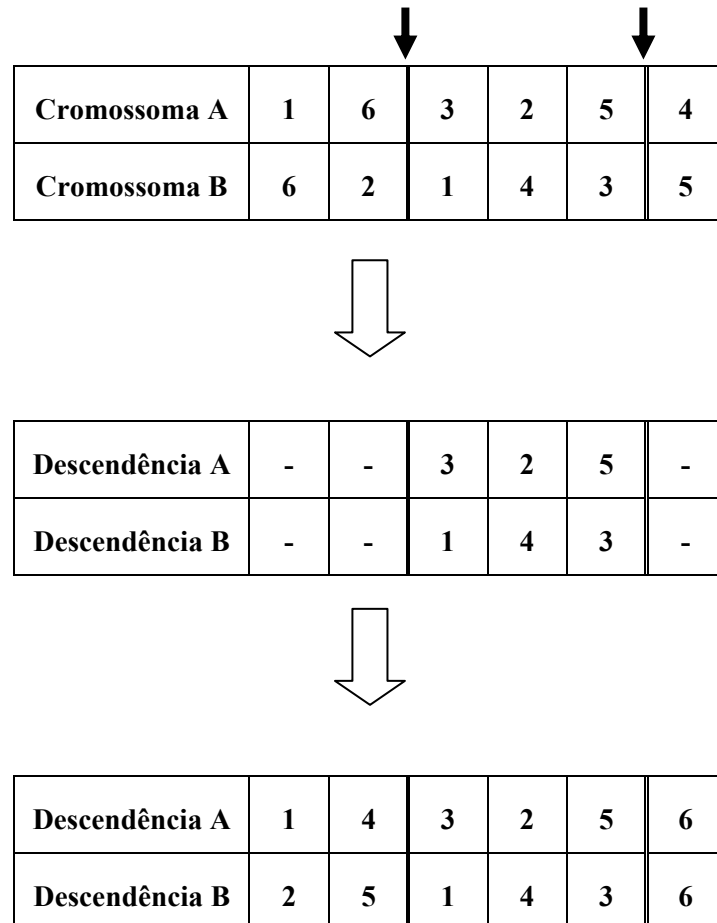 Cromossoma A 1 6 3 2 5 4
Cromossoma B 6 2 1 4 3 5
Descendência A - - 3 2 5 -
Descendência B - - 1 4 3 -
Descendência A 1 4 3 2 5 6
Descendência B 2 5 1 4 3 6